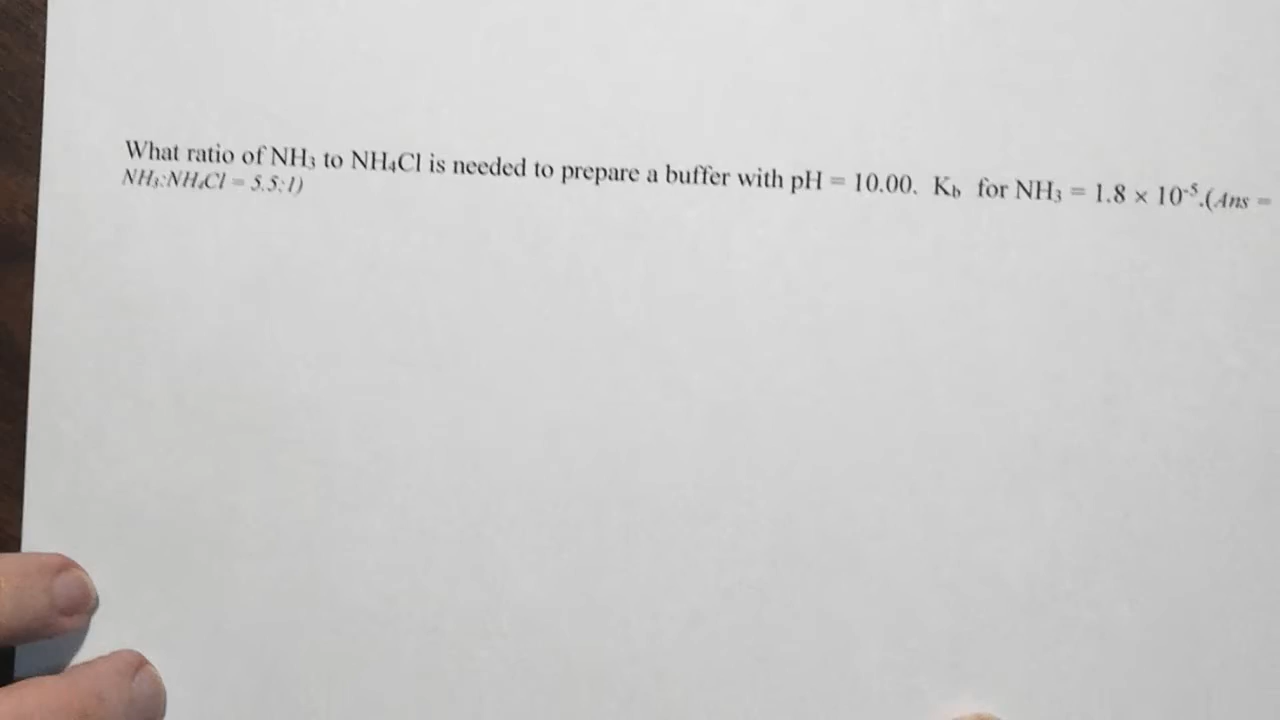 What ratio of NH₃ to NH₄Cl is needed to prepare a buffer with pH = 10.00. K_b for NH₃ = 1.8 × 10⁻⁵.(Ans =
NH₃:NH₄Cl = 5.5:1)